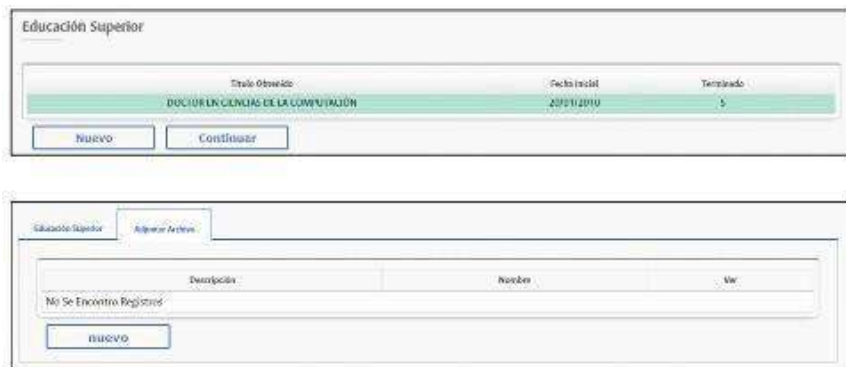 Educación Superior
Titulo Obtenido Fecha Inicial Terminado
DOCTOR EN CIENCIAS DE LA COMPUTACIÓN 20/01/2010 S
Nuevo Continuar
Educación Superior Adjuntar Archivo
Descripción Nombre Ver
No Se Encontro Registros
nuevo